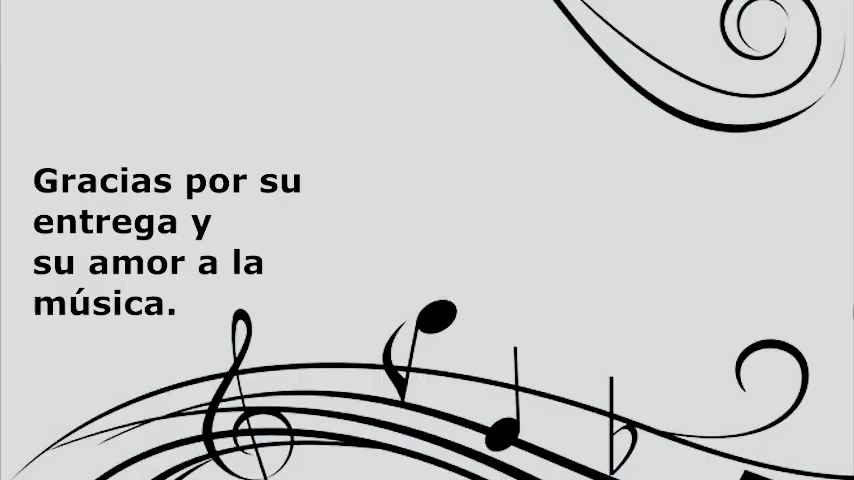 Gracias por su
entrega y
su amor a la
música.